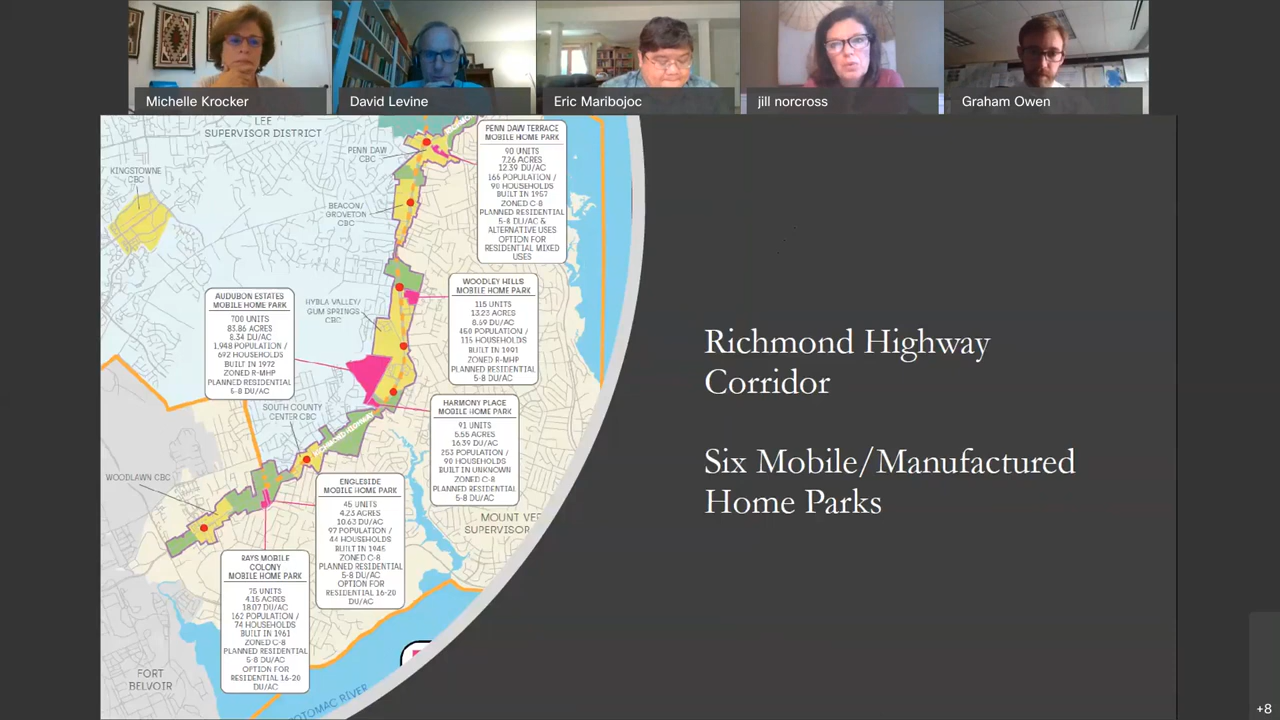 Michelle Krocker
David Levine
Eric Maribojoc
jill norcross
Graham Owen
LEE
SUPERVISOR DISTRICT
KINGSTOWNE
CBC
PENN DAW
CBC
BEACON/
GROVETON
CBC
HYBLA VALLEY/
GUM SPRINGS
CBC
SOUTH COUNTY
CENTER CBC
RICHMOND HIGHWAY
WOODLAWN CBC
MOUNT VER
SUPERVISOR
FORT
BELVOIR
POTOMAC RIVER
PENN DAW TERRACE
MOBILE HOME PARK
90 UNITS
7.26 ACRES
12.39 DU/AC
165 POPULATION /
90 HOUSEHOLDS
BUILT IN 1957
ZONED C-8
PLANNED RESIDENTIAL
5-8 DU/AC &
ALTERNATIVE USES
OPTION FOR
RESIDENTIAL MIXED
USES
WOODLEY HILLS
MOBILE HOME PARK
115 UNITS
13.23 ACRES
8.69 DU/AC
450 POPULATION /
115 HOUSEHOLDS
BUILT IN 1991
ZONED R-MHP
PLANNED RESIDENTIAL
5-8 DU/AC
AUDUBON ESTATES
MOBILE HOME PARK
700 UNITS
83.86 ACRES
8.34 DU/AC
1,948 POPULATION /
692 HOUSEHOLDS
BUILT IN 1972
ZONED R-MHP
PLANNED RESIDENTIAL
5-8 DU/AC
HARMONY PLACE
MOBILE HOME PARK
91 UNITS
5.55 ACRES
16.39 DU/AC
253 POPULATION /
90 HOUSEHOLDS
BUILT IN UNKNOWN
ZONED C-8
PLANNED RESIDENTIAL
5-8 DU/AC
ENGLESIDE
MOBILE HOME PARK
45 UNITS
4.23 ACRES
10.63 DU/AC
97 POPULATION /
44 HOUSEHOLDS
BUILT IN 1945
ZONED C-8
PLANNED RESIDENTIAL
5-8 DU/AC
OPTION FOR
RESIDENTIAL 16-20
DU/AC
RAYS MOBILE
COLONY
MOBILE HOME PARK
75 UNITS
4.15 ACRES
18.07 DU/AC
162 POPULATION /
74 HOUSEHOLDS
BUILT IN 1961
ZONED C-8
PLANNED RESIDENTIAL
5-8 DU/AC
OPTION FOR
RESIDENTIAL 16-20
DU/AC
Richmond Highway
Corridor
Six Mobile/Manufactured
Home Parks
+8